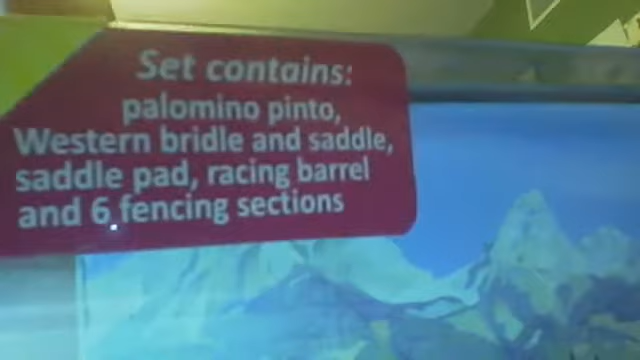 Set contains:
palomino pinto,
Western bridle and saddle,
saddle pad, racing barrel
and 6 fencing sections